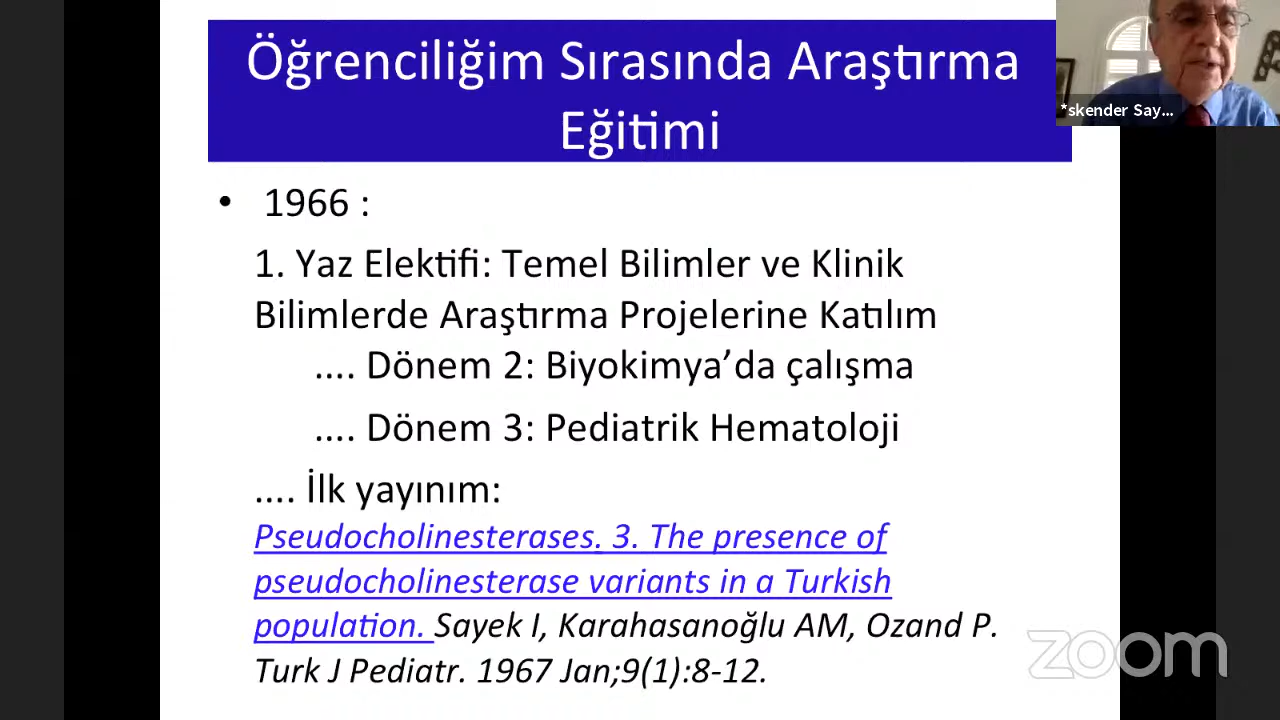 Öğrenciliğim Sırasında Araştırma
Eğitimi
*skender Say...
• 1966 :
1. Yaz Elektifi: Temel Bilimler ve Klinik
Bilimlerde Araştırma Projelerine Katılım
.... Dönem 2: Biyokimya’da çalışma
.... Dönem 3: Pediatrik Hematoloji
.... İlk yayınım:
Pseudocholinesterases. 3. The presence of
pseudocholinesterase variants in a Turkish
population. Sayek I, Karahasanoğlu AM, Ozand P.
Turk J Pediatr. 1967 Jan;9(1):8-12.
zoom